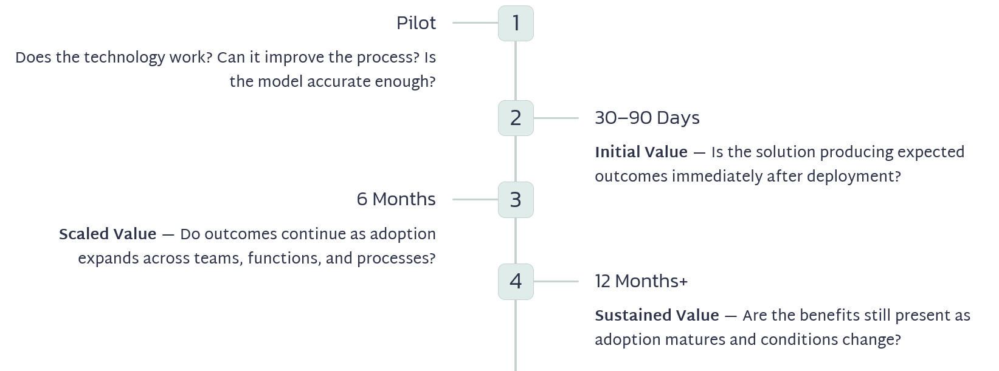 Pilot
1
Does the technology work? Can it improve the process? Is
the model accurate enough?
2
30–90 Days
Initial Value — Is the solution producing expected
outcomes immediately after deployment?
6 Months
3
Scaled Value — Do outcomes continue as adoption
expands across teams, functions, and processes?
4
12 Months+
Sustained Value — Are the benefits still present as
adoption matures and conditions change?